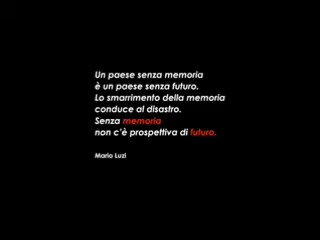 Un paese senza memoria
è un paese senza futuro.
Lo smarrimento della memoria
conduce al disastro.
Senza memoria
non c'è prospettiva di futuro.
Mario Luzi